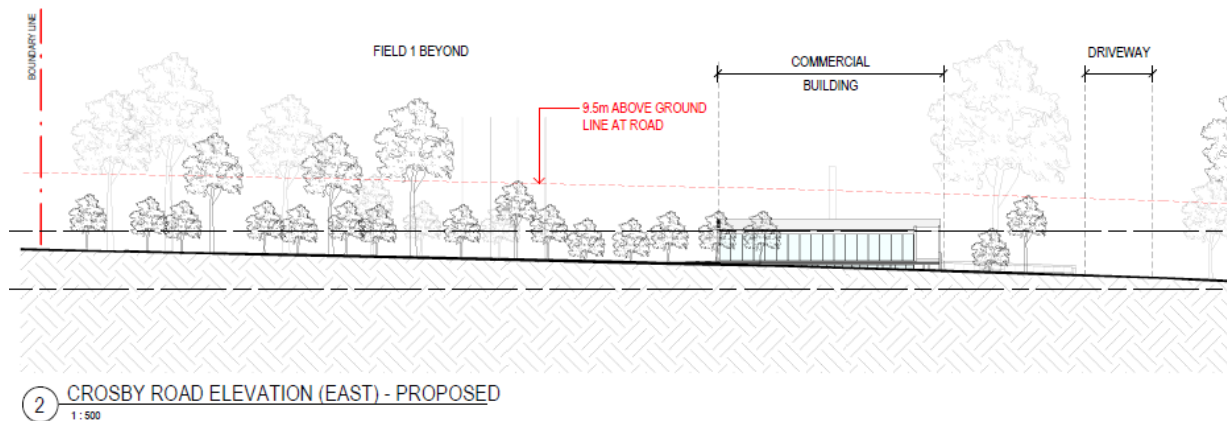 BOUNDARY LINE
FIELD 1 BEYOND
COMMERCIAL
BUILDING
DRIVEWAY
9.5m ABOVE GROUND
LINE AT ROAD
2
CROSBY ROAD ELEVATION (EAST) - PROPOSED
1 : 500